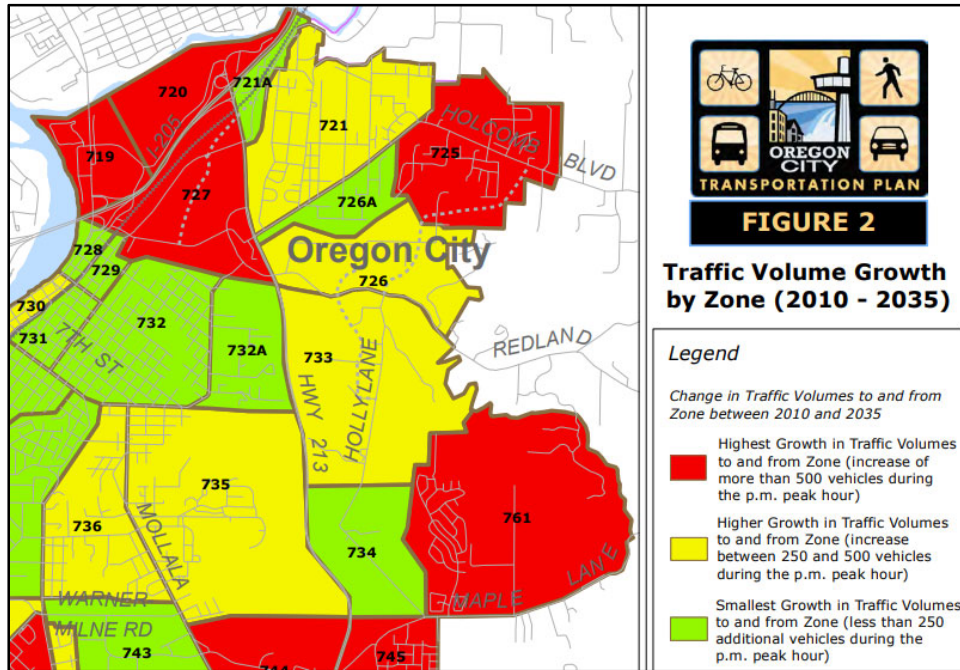 720
721A
I-205
719
721
HOLCOMB
725
BLVD
727
726A
728
729
Oregon City
726
730
731
732
7TH ST
732A
733
HWY 213
HOLLYLANE
REDLAND
735
736
MOLLALA
734
761
LANE
MAPLE
WARNER
MILNE RD
743
745
OREGON
CITY
TRANSPORTATION PLAN
FIGURE 2
Traffic Volume Growth
by Zone (2010 - 2035)
Legend
Change in Traffic Volumes to and from
Zone between 2010 and 2035
Highest Growth in Traffic Volumes
to and from Zone (increase of
more than 500 vehicles during
the p.m. peak hour)
Higher Growth in Traffic Volumes
to and from Zone (increase
between 250 and 500 vehicles
during the p.m. peak hour)
Smallest Growth in Traffic Volumes
to and from Zone (less than 250
additional vehicles during the
p.m. peak hour)